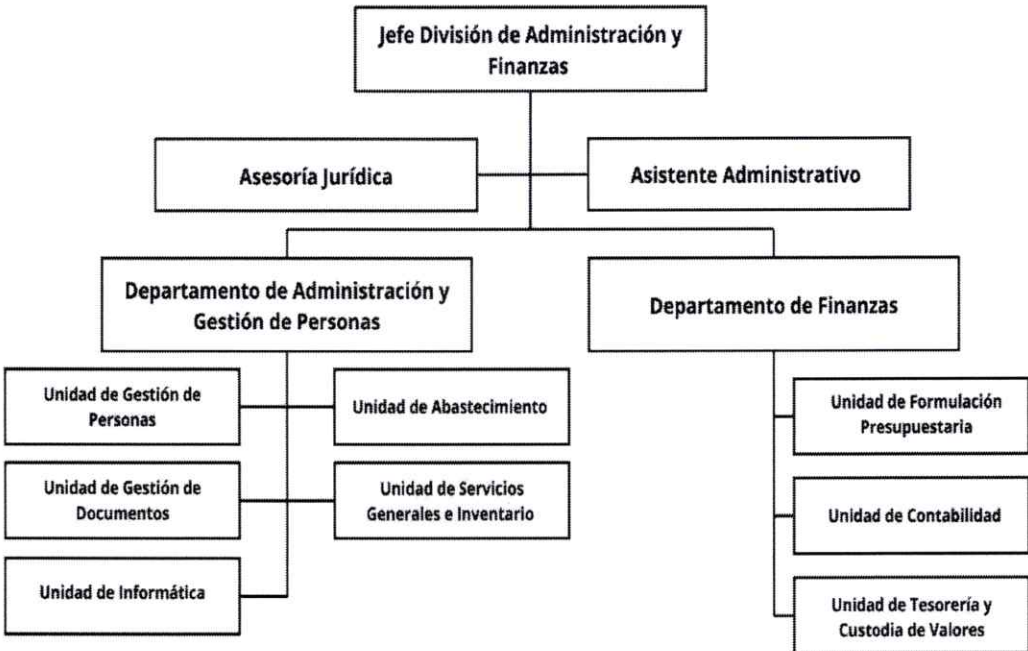 Jefe División de Administración y
Finanzas
Asesoría Jurídica
Asistente Administrativo
Departamento de Administración y
Gestión de Personas
Departamento de Finanzas
Unidad de Gestión de
Personas
Unidad de Abastecimiento
Unidad de Formulación
Presupuestaria
Unidad de Gestión de
Documentos
Unidad de Servicios
Generales e Inventario
Unidad de Contabilidad
Unidad de Informática
Unidad de Tesorería y
Custodia de Valores